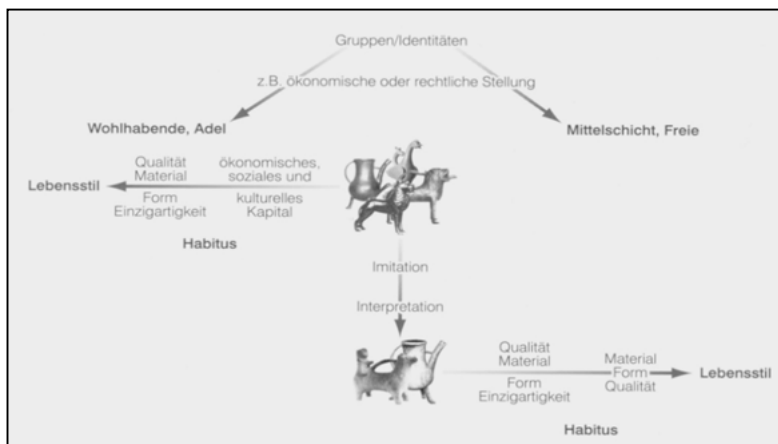 Gruppen/Identitäten
z.B. ökonomische oder rechtliche Stellung
Wohlhabende, Adel
Mittelschicht, Freie
Qualität
Material
ökonomisches,
soziales und
Lebensstil
Form
Einzigartigkeit
kulturelles
Kapital
Habitus
Imitation
Interpretation
Qualität
Material
Material
Form
Qualität
Form
Einzigartigkeit
Lebensstil
Habitus